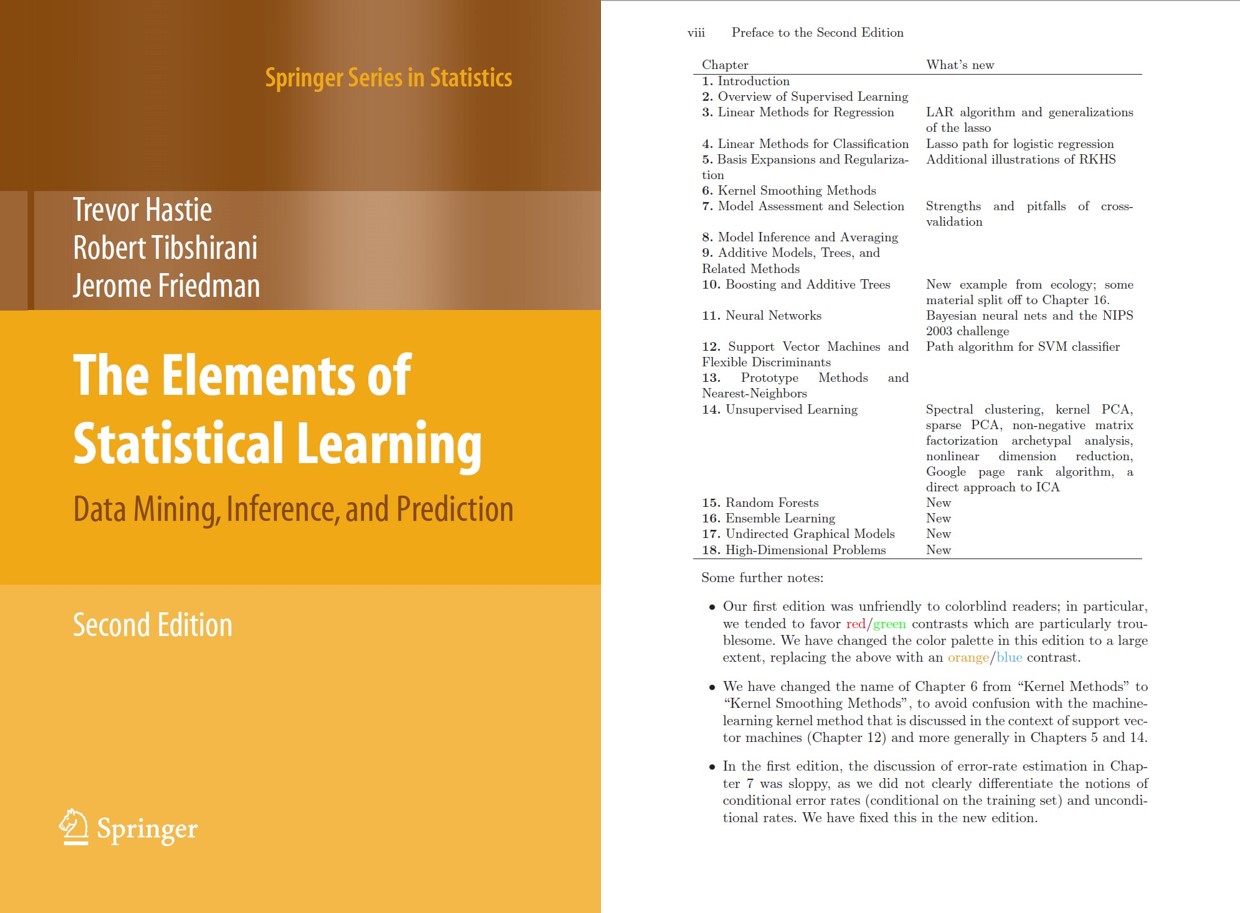 Springer Series in Statistics
Trevor Hastie
Robert Tibshirani
Jerome Friedman
The Elements of
Statistical Learning
Data Mining, Inference, and Prediction
Second Edition
Springer
viii Preface to the Second Edition
Chapter What's new
1. Introduction
2. Overview of Supervised Learning
3. Linear Methods for Regression LAR algorithm and generalizations
of the lasso
4. Linear Methods for Classification Lasso path for logistic regression
5. Basis Expansions and Regulariza- Additional illustrations of RKHS
tion
6. Kernel Smoothing Methods
7. Model Assessment and Selection Strengths and pitfalls of cross-
validation
8. Model Inference and Averaging
9. Additive Models, Trees, and
Related Methods
10. Boosting and Additive Trees New example from ecology; some
material split off to Chapter 16.
11. Neural Networks Bayesian neural nets and the NIPS
2003 challenge
12. Support Vector Machines and Path algorithm for SVM classifier
Flexible Discriminants
13. Prototype Methods and
Nearest-Neighbors
14. Unsupervised Learning Spectral clustering, kernel PCA,
sparse PCA, non-negative matrix
factorization archetypal analysis,
nonlinear dimension reduction,
Google page rank algorithm, a
direct approach to ICA
15. Random Forests New
16. Ensemble Learning New
17. Undirected Graphical Models New
18. High-Dimensional Problems New
Some further notes:
• Our first edition was unfriendly to colorblind readers; in particular,
we tended to favor red/green contrasts which are particularly trou-
blesome. We have changed the color palette in this edition to a large
extent, replacing the above with an orange/blue contrast.
• We have changed the name of Chapter 6 from “Kernel Methods” to
“Kernel Smoothing Methods”, to avoid confusion with the machine-
learning kernel method that is discussed in the context of support vec-
tor machines (Chapter 12) and more generally in Chapters 5 and 14.
• In the first edition, the discussion of error-rate estimation in Chap-
ter 7 was sloppy, as we did not clearly differentiate the notions of
conditional error rates (conditional on the training set) and uncondi-
tional rates. We have fixed this in the new edition.